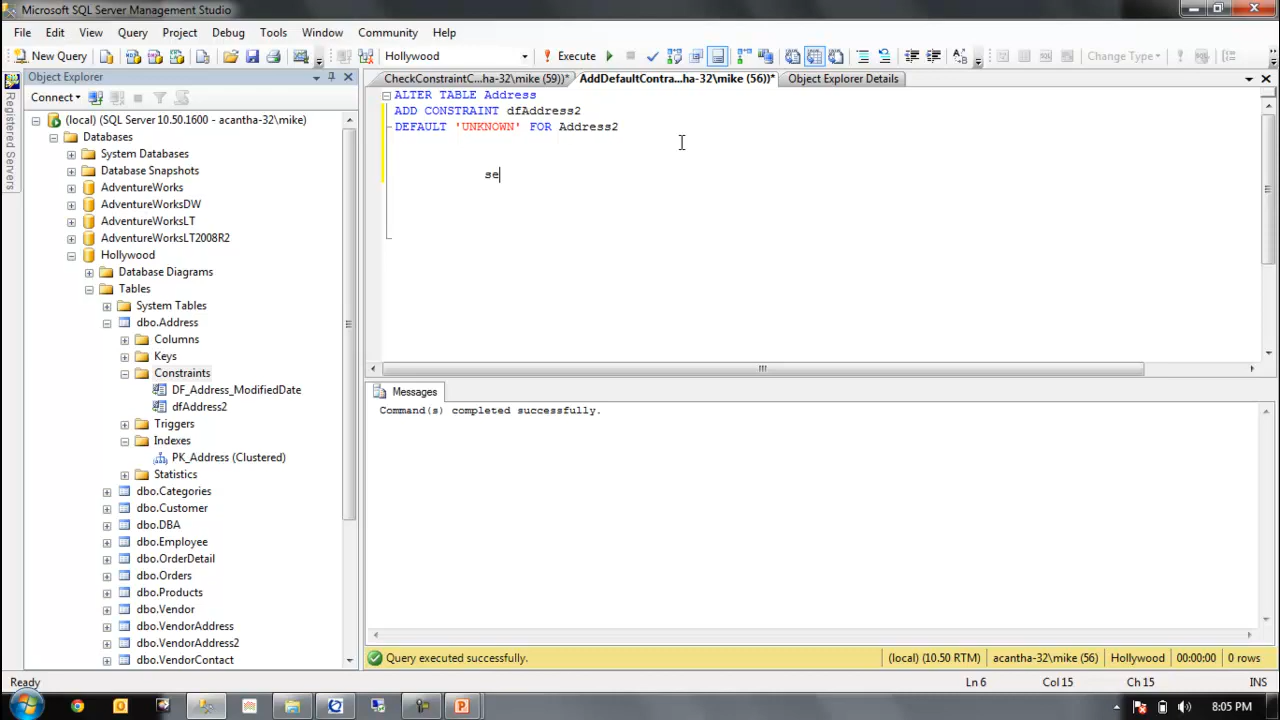 Microsoft SQL Server Management Studio
File Edit View Query Project Debug Tools Window Community Help
New Query Hollywood Execute Change Type
Registered Servers
Object Explorer
Connect
(local) (SQL Server 10.50.1600 - acantha-32\mike)
Databases
System Databases
Database Snapshots
AdventureWorks
AdventureWorksDW
AdventureWorksLT
AdventureWorksLT2008R2
Hollywood
Database Diagrams
Tables
System Tables
dbo.Address
Columns
Keys
Constraints
DF_Address_ModifiedDate
dfAddress2
Triggers
Indexes
PK_Address (Clustered)
Statistics
dbo.Categories
dbo.Customer
dbo.DBA
dbo.Employee
dbo.OrderDetail
dbo.Orders
dbo.Products
dbo.Vendor
dbo.VendorAddress
dbo.VendorAddress2
dbo.VendorContact
CheckConstraintC...ha-32\mike (59))* AddDefaultContra...ha-32\mike (56))* Object Explorer Details
ALTER TABLE Address
ADD CONSTRAINT dfAddress2
DEFAULT 'UNKNOWN' FOR Address2
se
Messages
Command(s) completed successfully.
Query executed successfully. (local) (10.50 RTM) acantha-32\mike (56) Hollywood 00:00:00 0 rows
Ready Ln 6 Col 15 Ch 15 INS
8:05 PM